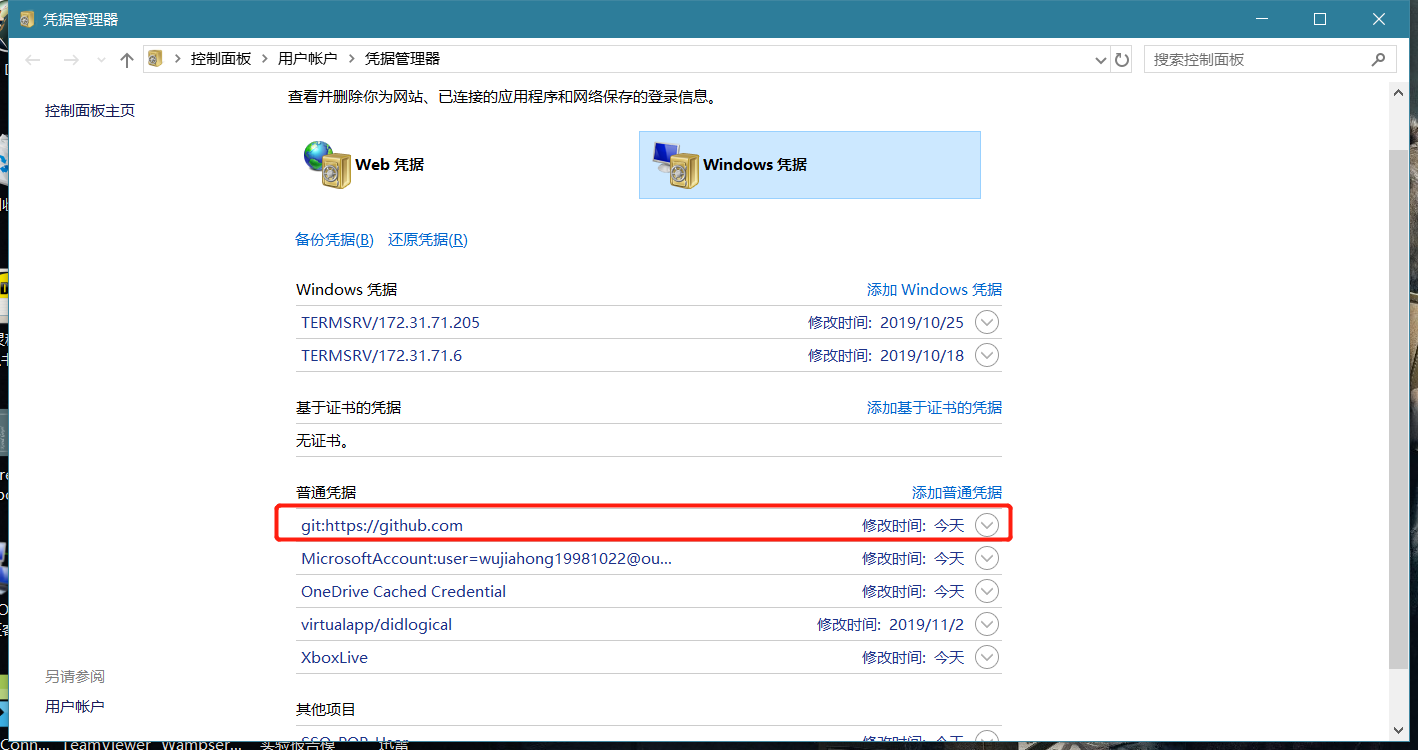 凭据管理器
控制面板 用户帐户 凭据管理器 搜索控制面板
控制面板主页
查看并删除你为网站、已连接的应用程序和网络保存的登录信息。
Web 凭据 Windows 凭据
备份凭据(B) 还原凭据(R)
Windows 凭据 添加 Windows 凭据
TERMSRV/172.31.71.205 修改时间: 2019/10/25
TERMSRV/172.31.71.6 修改时间: 2019/10/18
基于证书的凭据 添加基于证书的凭据
无证书。
普通凭据 添加普通凭据
git:https://github.com 修改时间: 今天
MicrosoftAccount:user=wujiahong19981022@ou... 修改时间: 今天
OneDrive Cached Credential 修改时间: 今天
virtualapp/didlogical 修改时间: 2019/11/2
XboxLive 修改时间: 今天
另请参阅
用户帐户
其他项目
SSO_POP_User 修改时间: 今天
Conn... TeamViewer Wampser... 实验报告模 迅雷